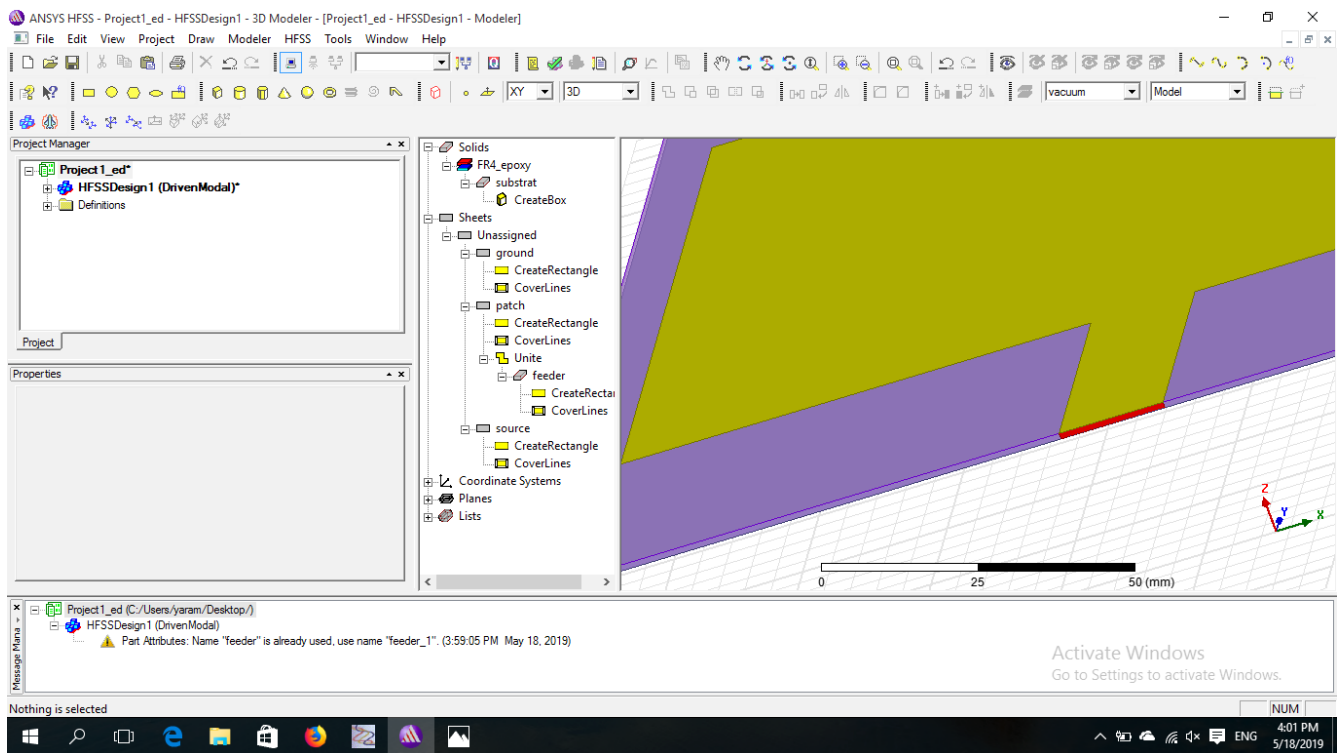 ANSYS HFSS - Project1_ed - HFSSDesign1 - 3D Modeler - [Project1_ed - HFSSDesign1 - Modeler]
File Edit View Project Draw Modeler HFSS Tools Window Help
XY 3D vacuum Model
Project Manager
Project1_ed*
HFSSDesign1 (DrivenModal)*
Definitions
Project
Properties
Solids
FR4_epoxy
substrat
CreateBox
Sheets
Unassigned
ground
CreateRectangle
CoverLines
patch
CreateRectangle
CoverLines
Unite
feeder
CreateRecta
CoverLines
source
CreateRectangle
CoverLines
Coordinate Systems
Planes
Lists
Z
Y
X
0 25 50 (mm)
Message Mana
Project1_ed (C:/Users/yaram/Desktop/)
HFSSDesign1 (DrivenModal)
Part Attributes: Name "feeder" is already used, use name "feeder_1". (3:59:05 PM May 18, 2019)
Activate Windows
Go to Settings to activate Windows.
Nothing is selected
NUM
ENG
4:01 PM
5/18/2019